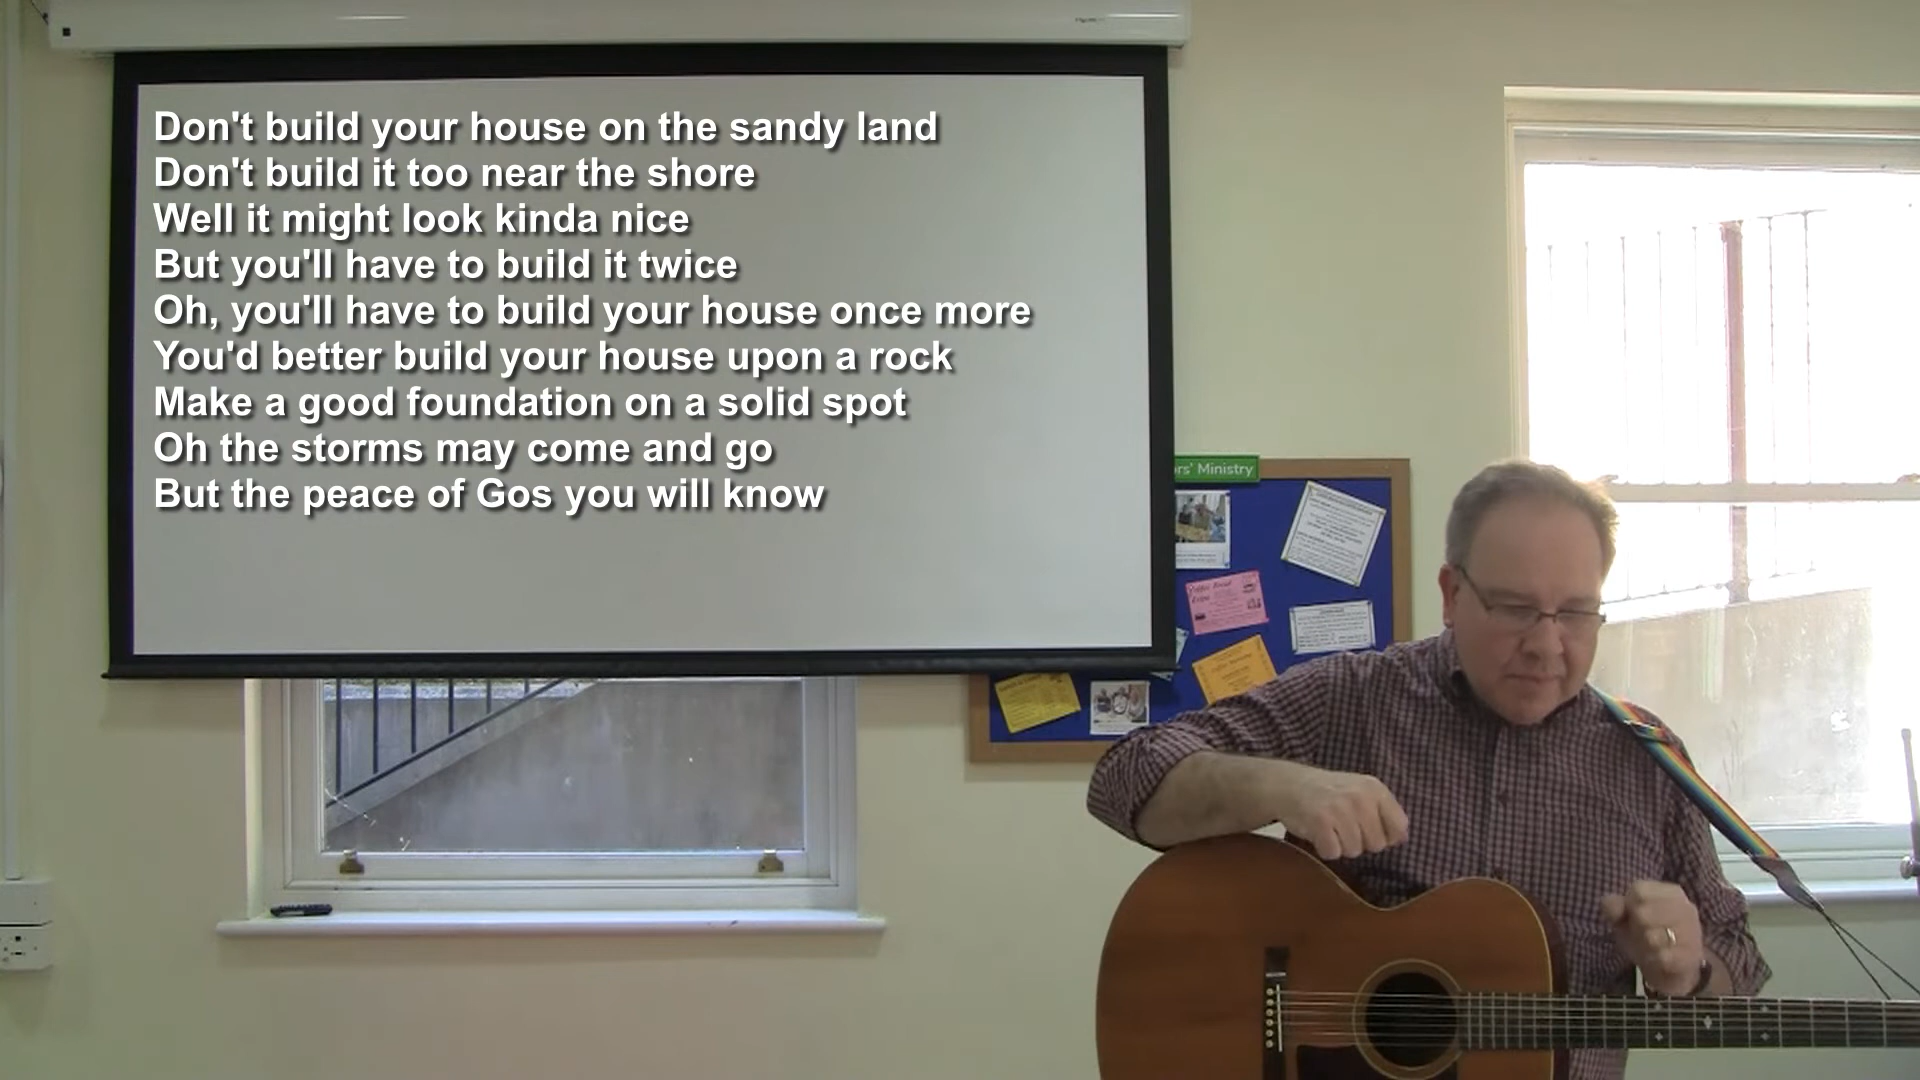 Don't build your house on the sandy land
Don't build it too near the shore
Well it might look kinda nice
But you'll have to build it twice
Oh, you'll have to build your house once more
You'd better build your house upon a rock
Make a good foundation on a solid spot
Oh the storms may come and go
But the peace of Gos you will know
Ministry